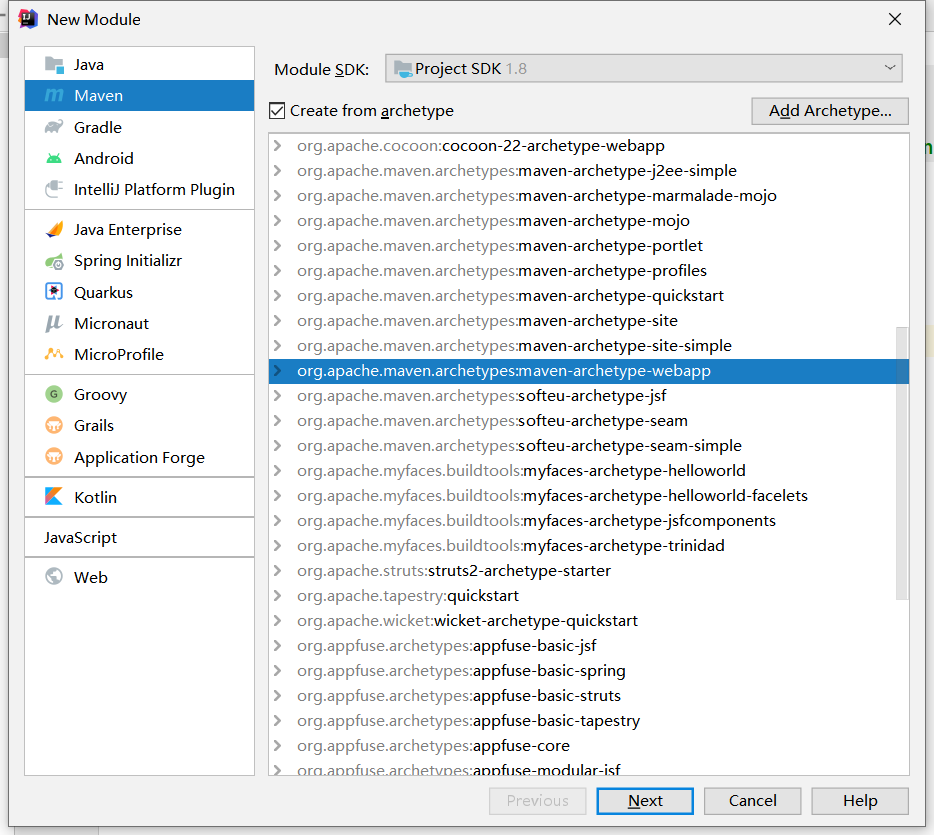 New Module
Java
Maven
Gradle
Android
IntelliJ Platform Plugin
Java Enterprise
Spring Initializr
Quarkus
Micronaut
MicroProfile
Groovy
Grails
Application Forge
Kotlin
JavaScript
Web
Module SDK: Project SDK 1.8
Create from archetype
Add Archetype...
org.apache.cocoon:cocoon-22-archetype-webapp
org.apache.maven.archetypes:maven-archetype-j2ee-simple
org.apache.maven.archetypes:maven-archetype-marmalade-mojo
org.apache.maven.archetypes:maven-archetype-mojo
org.apache.maven.archetypes:maven-archetype-portlet
org.apache.maven.archetypes:maven-archetype-profiles
org.apache.maven.archetypes:maven-archetype-quickstart
org.apache.maven.archetypes:maven-archetype-site
org.apache.maven.archetypes:maven-archetype-site-simple
org.apache.maven.archetypes:maven-archetype-webapp
org.apache.maven.archetypes:softeu-archetype-jsf
org.apache.maven.archetypes:softeu-archetype-seam
org.apache.maven.archetypes:softeu-archetype-seam-simple
org.apache.myfaces.buildtools:myfaces-archetype-helloworld
org.apache.myfaces.buildtools:myfaces-archetype-helloworld-facelets
org.apache.myfaces.buildtools:myfaces-archetype-jsfcomponents
org.apache.myfaces.buildtools:myfaces-archetype-trinidad
org.apache.struts:struts2-archetype-starter
org.apache.tapestry:quickstart
org.apache.wicket:wicket-archetype-quickstart
org.appfuse.archetypes:appfuse-basic-jsf
org.appfuse.archetypes:appfuse-basic-spring
org.appfuse.archetypes:appfuse-basic-struts
org.appfuse.archetypes:appfuse-basic-tapestry
org.appfuse.archetypes:appfuse-core
org.appfuse.archetypes:appfuse-modular-jsf
Previous
Next
Cancel
Help